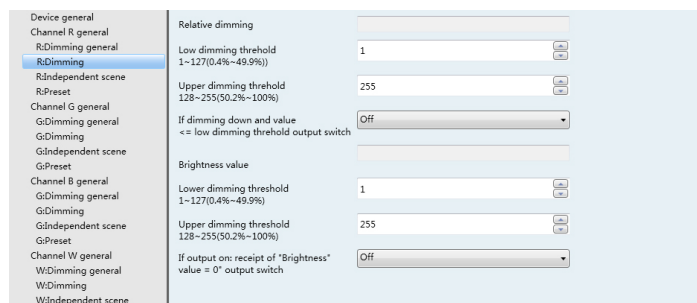 Device general
Channel R general
R:Dimming general
R:Dimming
R:Independent scene
R:Preset
Channel G general
G:Dimming general
G:Dimming
G:Independent scene
G:Preset
Channel B general
G:Dimming general
G:Dimming
G:Independent scene
G:Preset
Channel W general
W:Dimming general
W:Dimming
W:Independent scene
Relative dimming
Low dimming threhold
1~127(0.4%~49.9%))
1
Upper dimming threhold
128~255(50.2%~100%)
255
If dimming down and value
<= low dimming threhold output switch
Off
Brightness value
Lower dimming threshold
1~127(0.4%~49.9%)
1
Upper dimming threshold
128~255(50.2%~100%)
255
If output on: receipt of "Brightness"
value = 0" output switch
Off